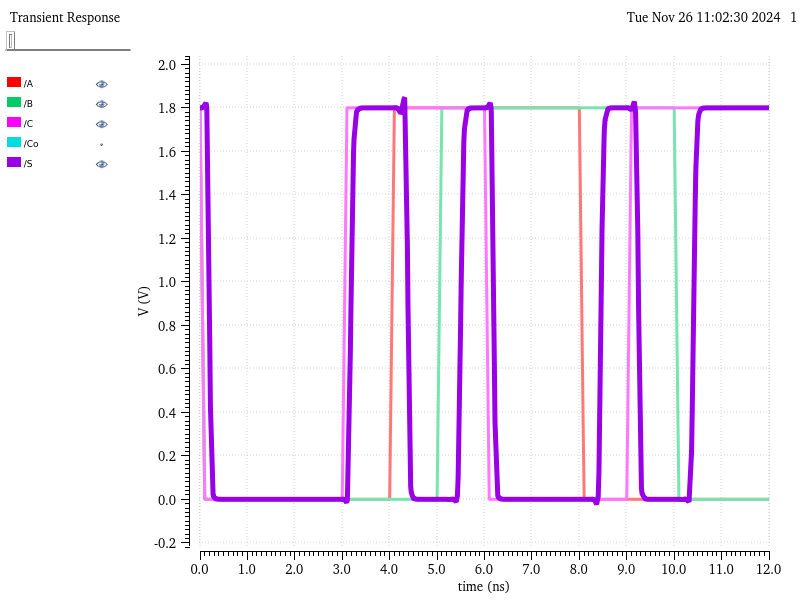 Transient Response
Tue Nov 26 11:02:30 2024 1
/A
/B
/C
/Co
/S
2.0
1.8
1.6
1.4
1.2
1.0
0.8
0.6
0.4
0.2
0.0
-0.2
V (V)
0.0 1.0 2.0 3.0 4.0 5.0 6.0 7.0 8.0 9.0 10.0 11.0 12.0
time (ns)